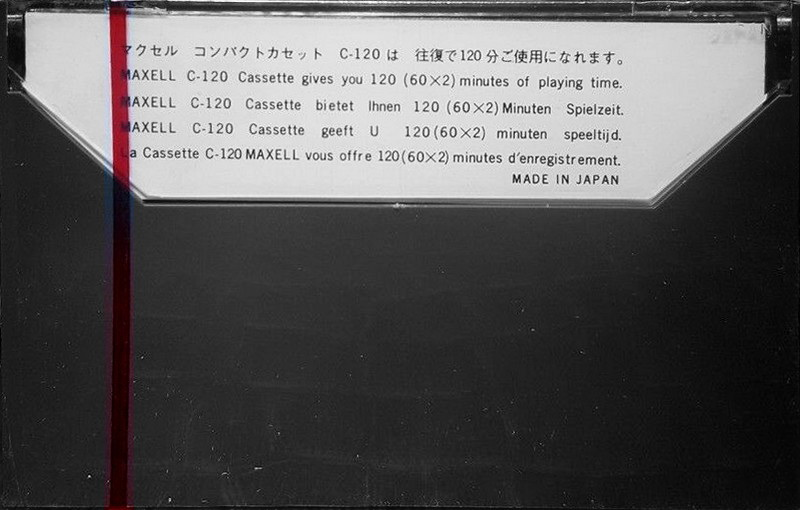 マクセル コンパクトカセット C-120は 往復で120分ご使用になれます。
MAXELL C-120 Cassette gives you 120 (60×2) minutes of playing time.
MAXELL C-120 Cassette bietet Ihnen 120 (60×2) Minuten Spielzeit.
MAXELL C-120 Cassette geeft U 120 (60×2) minuten speeltijd.
La Cassette C-120 MAXELL vous offre 120 (60×2) minutes d'enregistrement.
MADE IN JAPAN